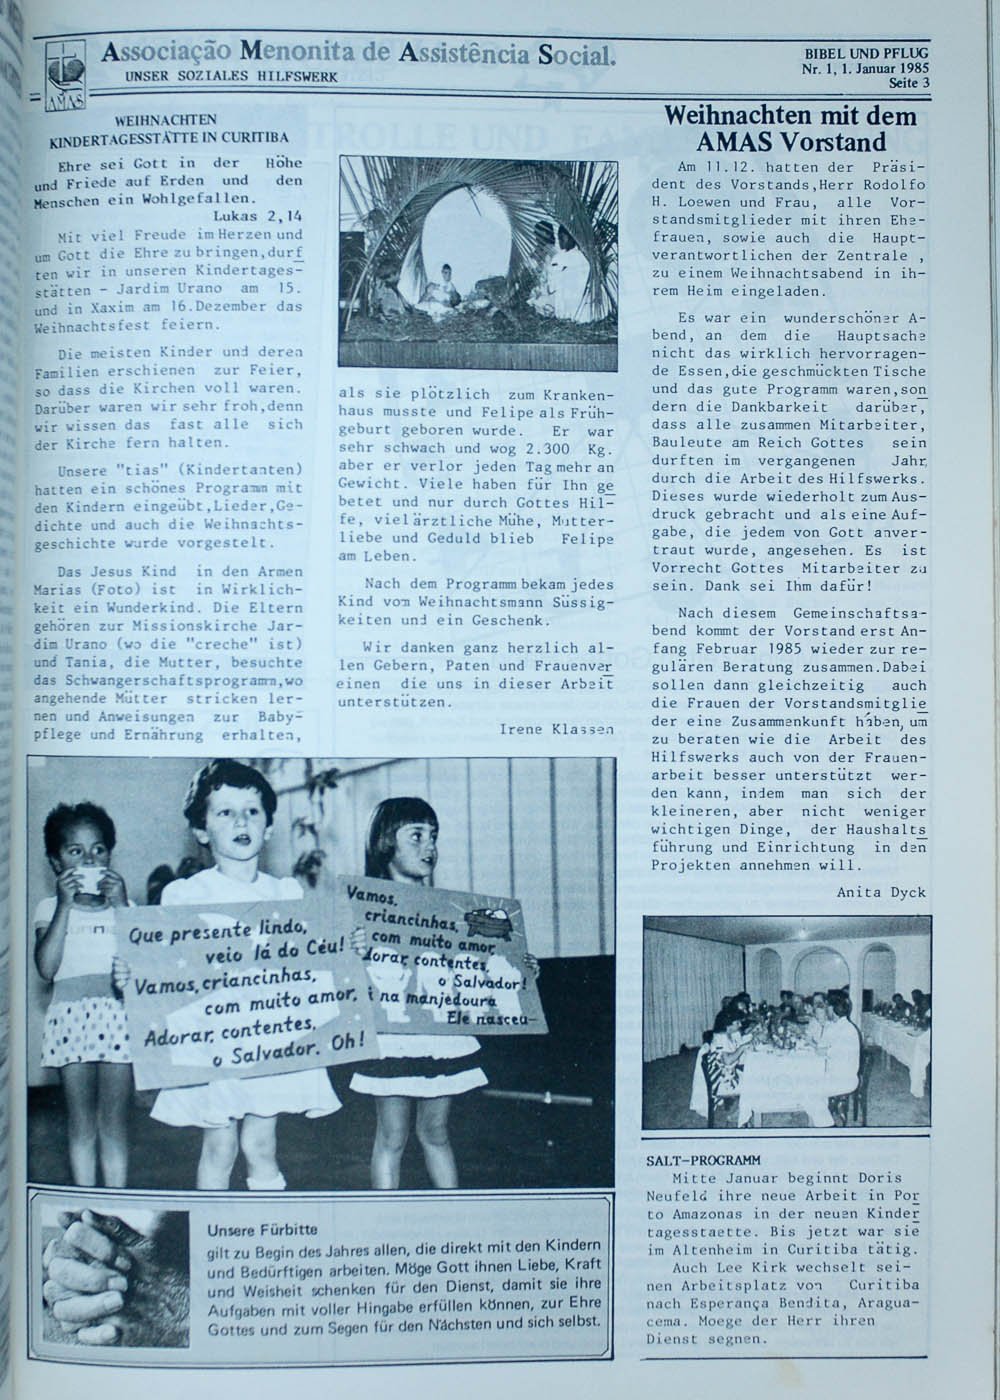 Associação Menonita de Assistência Social.
UNSER SOZIALES HILFSWERK
AMAS
BIBEL UND PFLUG
Nr. 1, 1. Januar 1985
Seite 3
WEIHNACHTEN
KINDERTAGESSTÄTTE IN CURITIBA
Ehre sei Gott in der Höhe
und Friede auf Erden und den
Menschen ein Wohlgefallen.
Lukas 2,14
Mit viel Freude im Herzen und
um Gott die Ehre zu bringen,durf
ten wir in unseren Kindertages-
stätten - Jardim Urano am 15.
und in Xaxim am 16.Dezember das
Weihnachtsfest feiern.
Die meisten Kinder und deren
Familien erschienen zur Feier,
so dass die Kirchen voll waren.
Darüber waren wir sehr froh,denn
wir wissen das fast alle sich
der Kirche fern halten.
Unsere "tias" (Kindertanten)
hatten ein schönes Programm mit
den Kindern eingeübt,Lieder,Ge-
dichte und auch die Weihnachts-
geschichte wurde vorgestellt.
Das Jesus Kind in den Armen
Marias (Foto) ist in Wirklich-
keit ein Wunderkind. Die Eltern
gehören zur Missionskirche Jar-
dim Urano (wo die "creche" ist)
und Tania, die Mutter, besuchte
das Schwangerschaftsprogramm,wo
angehende Mütter stricken ler-
nen und Anweisungen zur Baby-
pflege und Ernährung erhalten,
als sie plötzlich zum Kranken-
haus musste und Felipe als Früh-
geburt geboren wurde. Er war
sehr schwach und wog 2.300 Kg.
aber er verlor jeden Tag mehr an
Gewicht. Viele haben für Ihn ge
betet und nur durch Gottes Hil-
fe, viel ärztliche Mühe, Mutter-
liebe und Geduld blieb Felipe
am Leben.
Nach dem Programm bekam jedes
Kind vom Weihnachtsmann Süssig-
keiten und ein Geschenk.
Wir danken ganz herzlich al-
len Gebern, Paten und Frauenver
einen die uns in dieser Arbeit
unterstützen.
Irene Klassen
Weihnachten mit dem
AMAS Vorstand
Am 11.12. hatten der Präsi-
dent des Vorstands,Herr Rodolfo
H. Loewen und Frau, alle Vor-
standsmitglieder mit ihren Ehe-
frauen, sowie auch die Haupt-
verantwortlichen der Zentrale ,
zu einem Weihnachtsabend in ih-
rem Heim eingeladen.
Es war ein wunderschöner A-
bend, an dem die Hauptsache
nicht das wirklich hervorragen-
de Essen,die geschmückten Tische
und das gute Programm waren,son
dern die Dankbarkeit darüber,
dass alle zusammen Mitarbeiter,
Bauleute am Reich Gottes sein
durften im vergangenen Jahr,
durch die Arbeit des Hilfswerks.
Dieses wurde wiederholt zum Aus-
druck gebracht und als eine Auf-
gabe, die jedem von Gott anver-
traut wurde, angesehen. Es ist
Vorrecht Gottes Mitarbeiter zu
sein. Dank sei Ihm dafür!
Nach diesem Gemeinschaftsa-
bend kommt der Vorstand erst An-
fang Februar 1985 wieder zur re-
gulären Beratung zusammen.Dabei
sollen dann gleichzeitig auch
die Frauen der Vorstandsmitglie
der eine Zusammenkunft haben, um
zu beraten wie die Arbeit des
Hilfswerks auch von der Frauen-
arbeit besser unterstützt wer-
den kann, indem man sich der
kleineren, aber nicht weniger
wichtigen Dinge, der Haushalts
führung und Einrichtung in den
Projekten annehmen will.
Anita Dyck
Que presente lindo,
veio lá do Céu!
Vamos, criancinhas,
com muito amor,
Adorar, contentes,
o Salvador. Oh!
Vamos,
criancinhas,
com muito amor,
dorar, contentes,
o Salvador!
i na manjedoura
Ele nasceu-
Unsere Fürbitte
gilt zu Begin des Jahres allen, die direkt mit den Kindern
und Bedürftigen arbeiten. Möge Gott ihnen Liebe, Kraft
und Weisheit schenken für den Dienst, damit sie ihre
Aufgaben mit voller Hingabe erfüllen können, zur Ehre
Gottes und zum Segen für den Nächsten und sich selbst.
SALT-PROGRAMM
Mitte Januar beginnt Doris
Neufeld ihre neue Arbeit in Por
to Amazonas in der neuen Kinder
tagesstaette. Bis jetzt war sie
im Altenheim in Curitiba tätig.
Auch Lee Kirk wechselt sei-
nen Arbeitsplatz von Curitiba
nach Esperança Bendita, Aragua-
cema. Moege der Herr ihren
Dienst segnen.